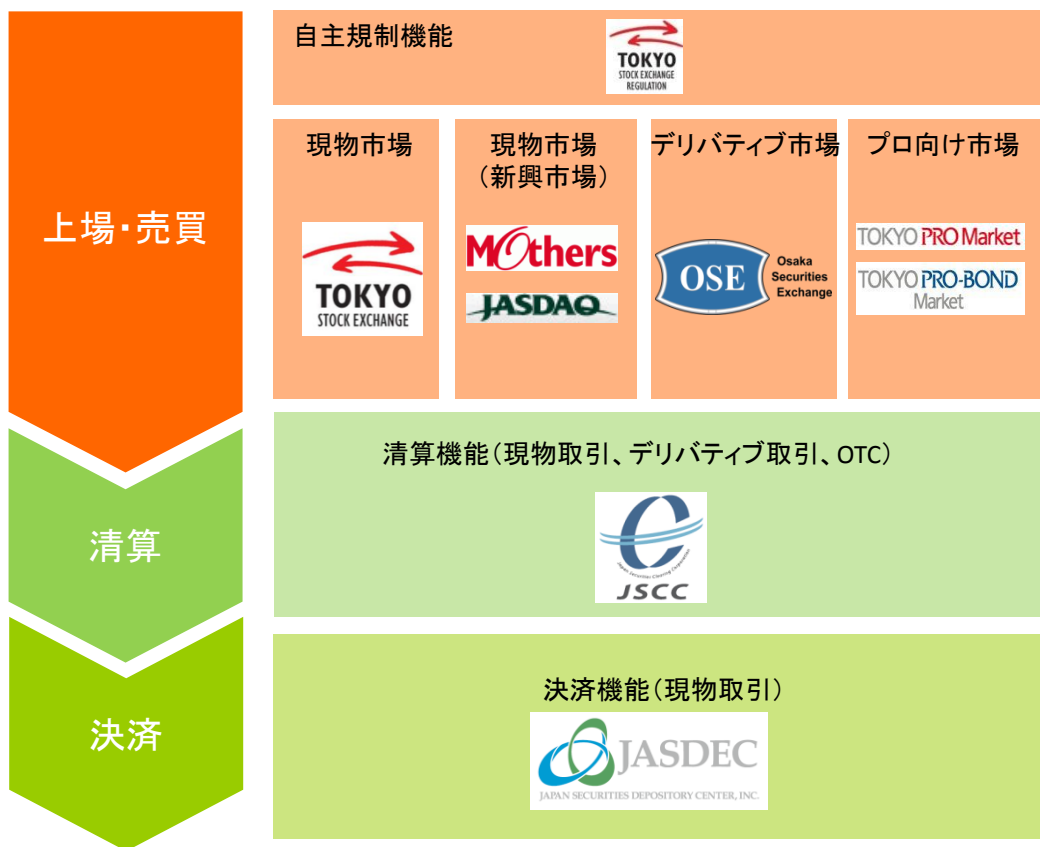 自主規制機能
TOKYO
STOCK EXCHANGE
REGULATION
上場・売買
現物市場
TOKYO
STOCK EXCHANGE
現物市場
（新興市場）
Mothers
JASDAQ
デリバティブ市場
OSE
Osaka
Securities
Exchange
プロ向け市場
TOKYO PRO Market
TOKYO PRO-BOND
Market
清算
清算機能（現物取引、デリバティブ取引、OTC）
Japan Securities Clearing Corporation
JSCC
決済
決済機能（現物取引）
JASDEC
JAPAN SECURITIES DEPOSITORY CENTER, INC.